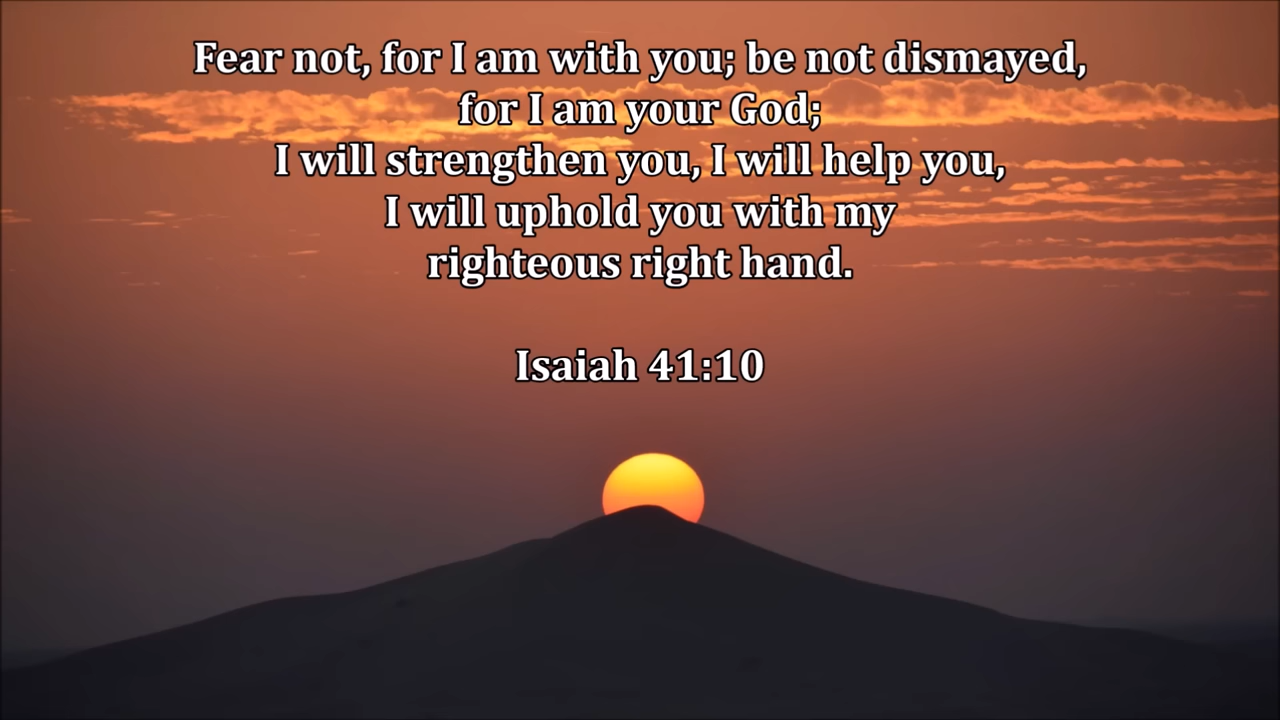 Fear not, for I am with you; be not dismayed,
for I am your God;
I will strengthen you, I will help you,
I will uphold you with my
righteous right hand.
Isaiah 41:10